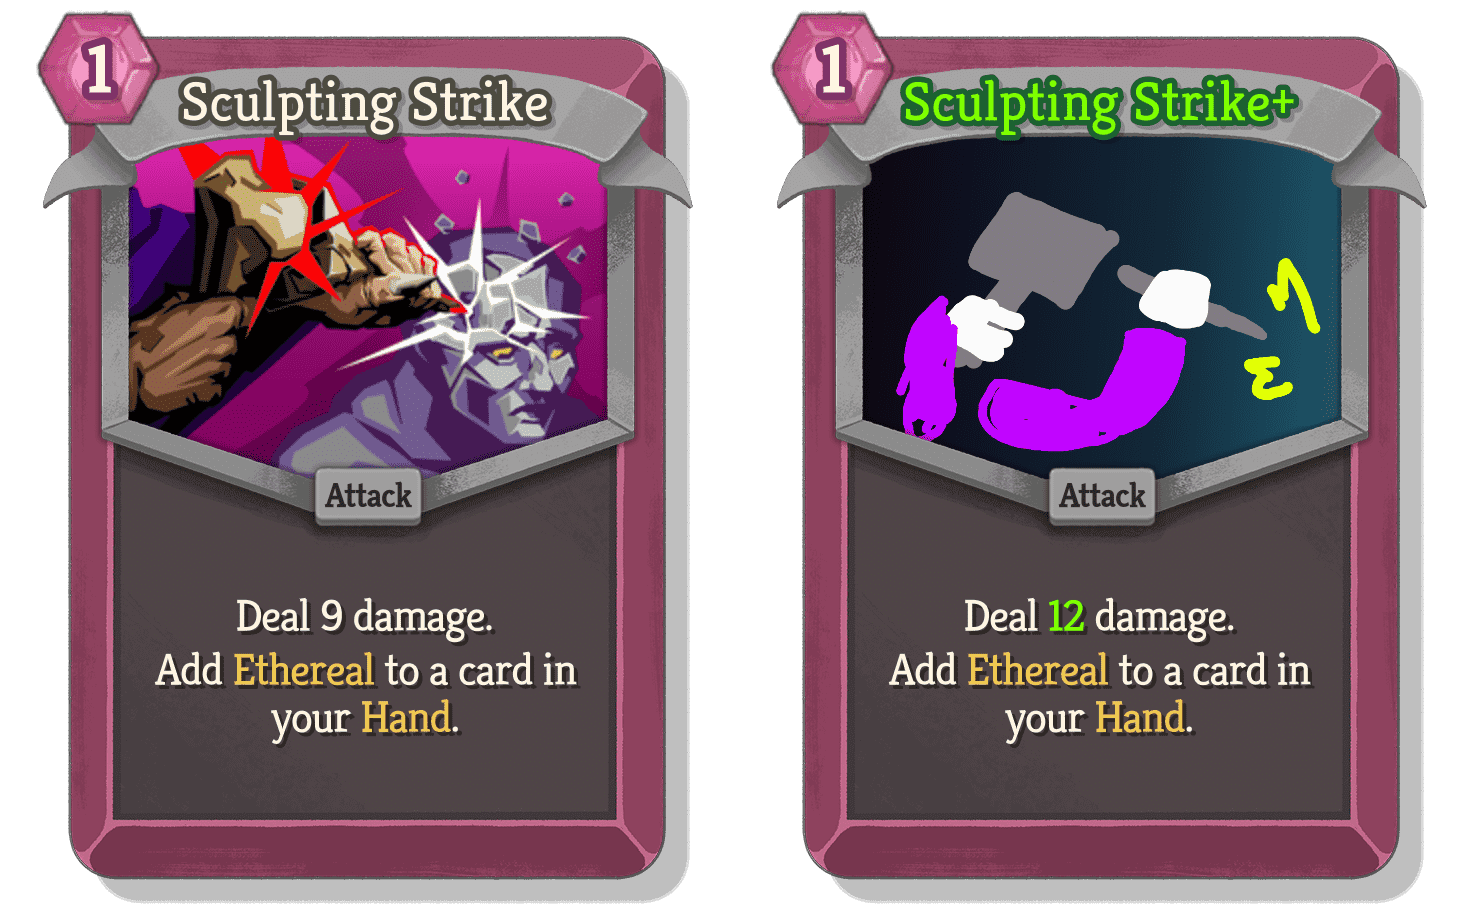 1
Sculpting Strike
Attack
Deal 9 damage.
Add Ethereal to a card in
your Hand.
1
Sculpting Strike+
Attack
Deal 12 damage.
Add Ethereal to a card in
your Hand.